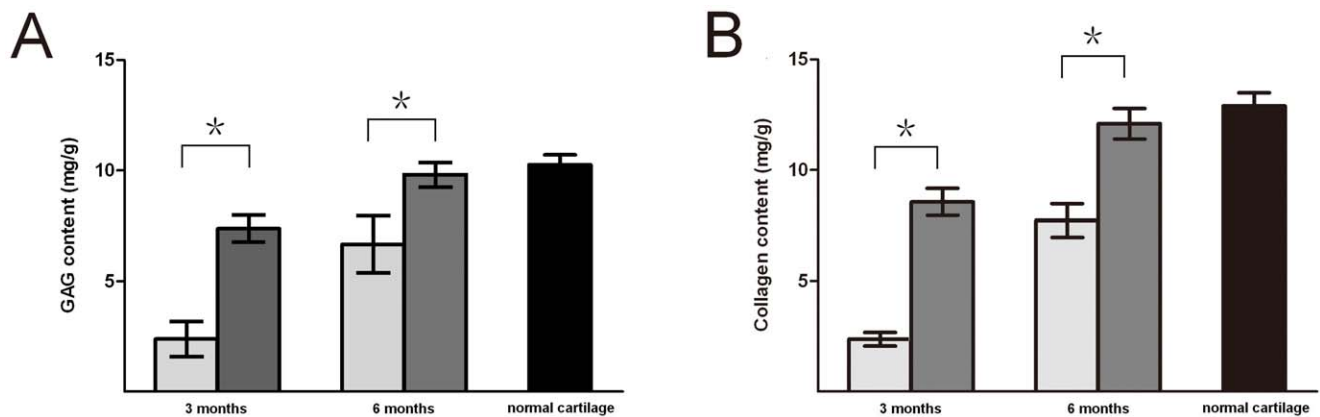 A
GAG content (mg/g)
15
10
5
*
*
3 months
6 months
normal cartilage
B
Collagen content (mg/g)
15
10
5
*
*
3 months
6 months
normal cartilage